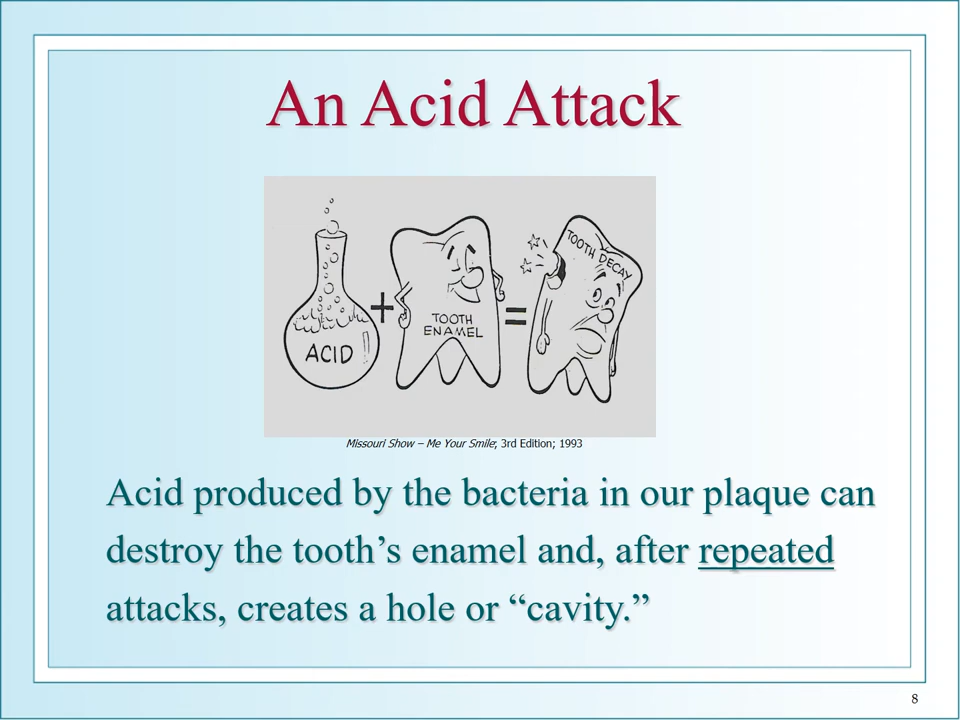 An Acid Attack
ACID
+
TOOTH
ENAMEL
=
TOOTH DECAY
Missouri Show – Me Your Smile; 3rd Edition; 1993
Acid produced by the bacteria in our plaque can
destroy the tooth’s enamel and, after repeated
attacks, creates a hole or “cavity.”
8